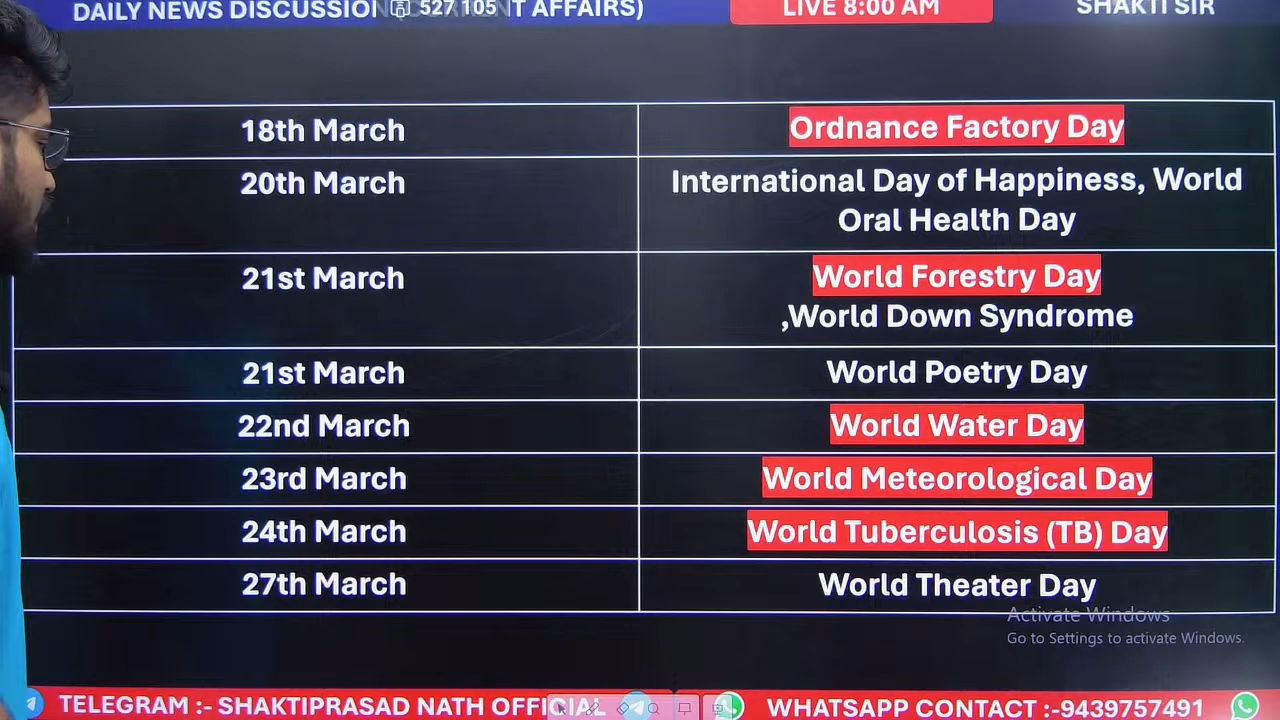 DAILY NEWS DISCUSSION 527 105 T AFFAIRS)
LIVE 8:00 AM
SHAKTI SIR
18th March
Ordnance Factory Day
20th March
International Day of Happiness, World
Oral Health Day
21st March
World Forestry Day
,World Down Syndrome
21st March
World Poetry Day
22nd March
World Water Day
23rd March
World Meteorological Day
24th March
World Tuberculosis (TB) Day
27th March
World Theater Day
Activate Windows
Go to Settings to activate Windows.
TELEGRAM :- SHAKTIPRASAD NATH OFFICIAL
WHATSAPP CONTACT :-9439757491